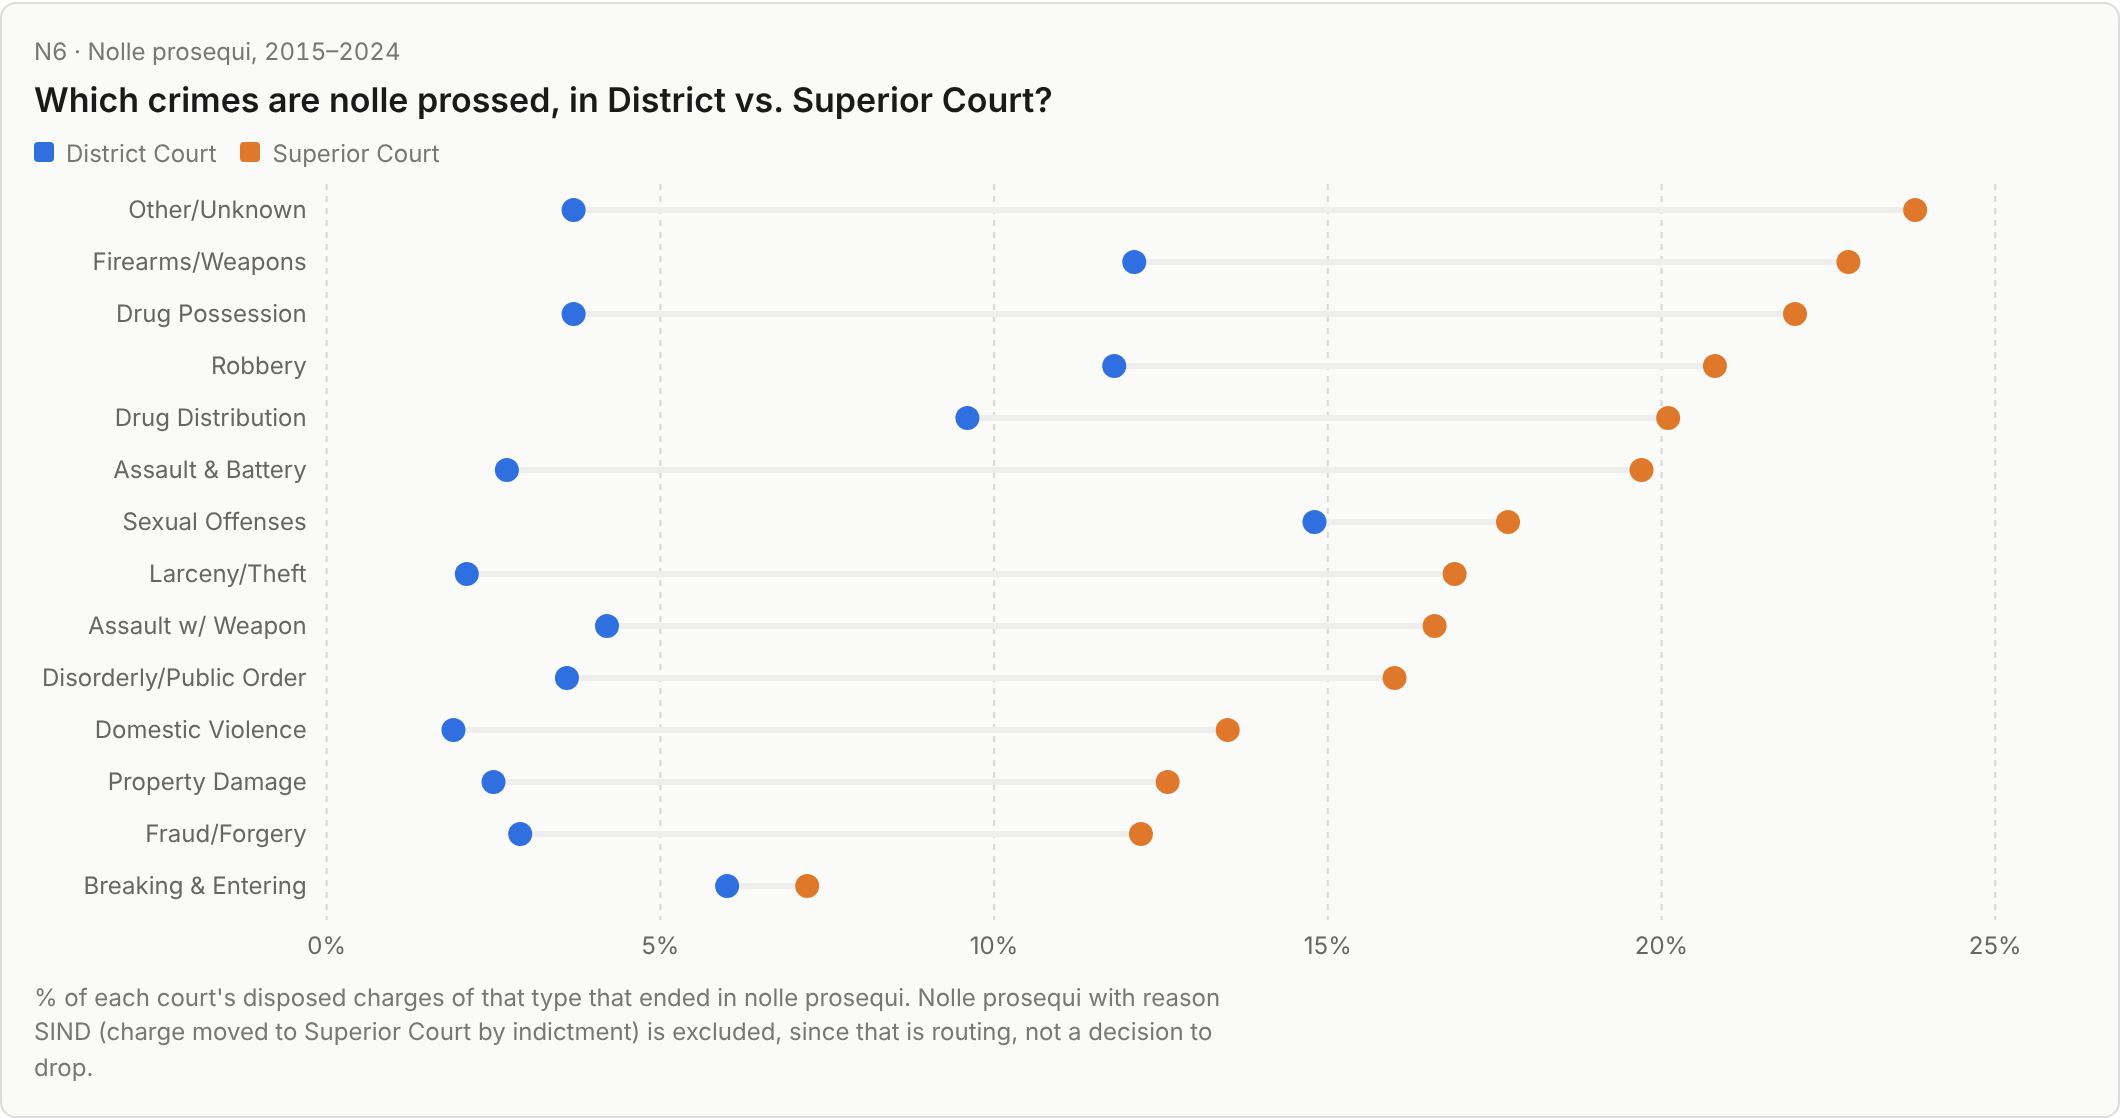 N6 · Nolle prosequi, 2015–2024
Which crimes are nolle prossed, in District vs. Superior Court?
District Court Superior Court
Other/Unknown
Firearms/Weapons
Drug Possession
Robbery
Drug Distribution
Assault & Battery
Sexual Offenses
Larceny/Theft
Assault w/ Weapon
Disorderly/Public Order
Domestic Violence
Property Damage
Fraud/Forgery
Breaking & Entering
0% 5% 10% 15% 20% 25%
% of each court's disposed charges of that type that ended in nolle prosequi. Nolle prosequi with reason
SIND (charge moved to Superior Court by indictment) is excluded, since that is routing, not a decision to
drop.